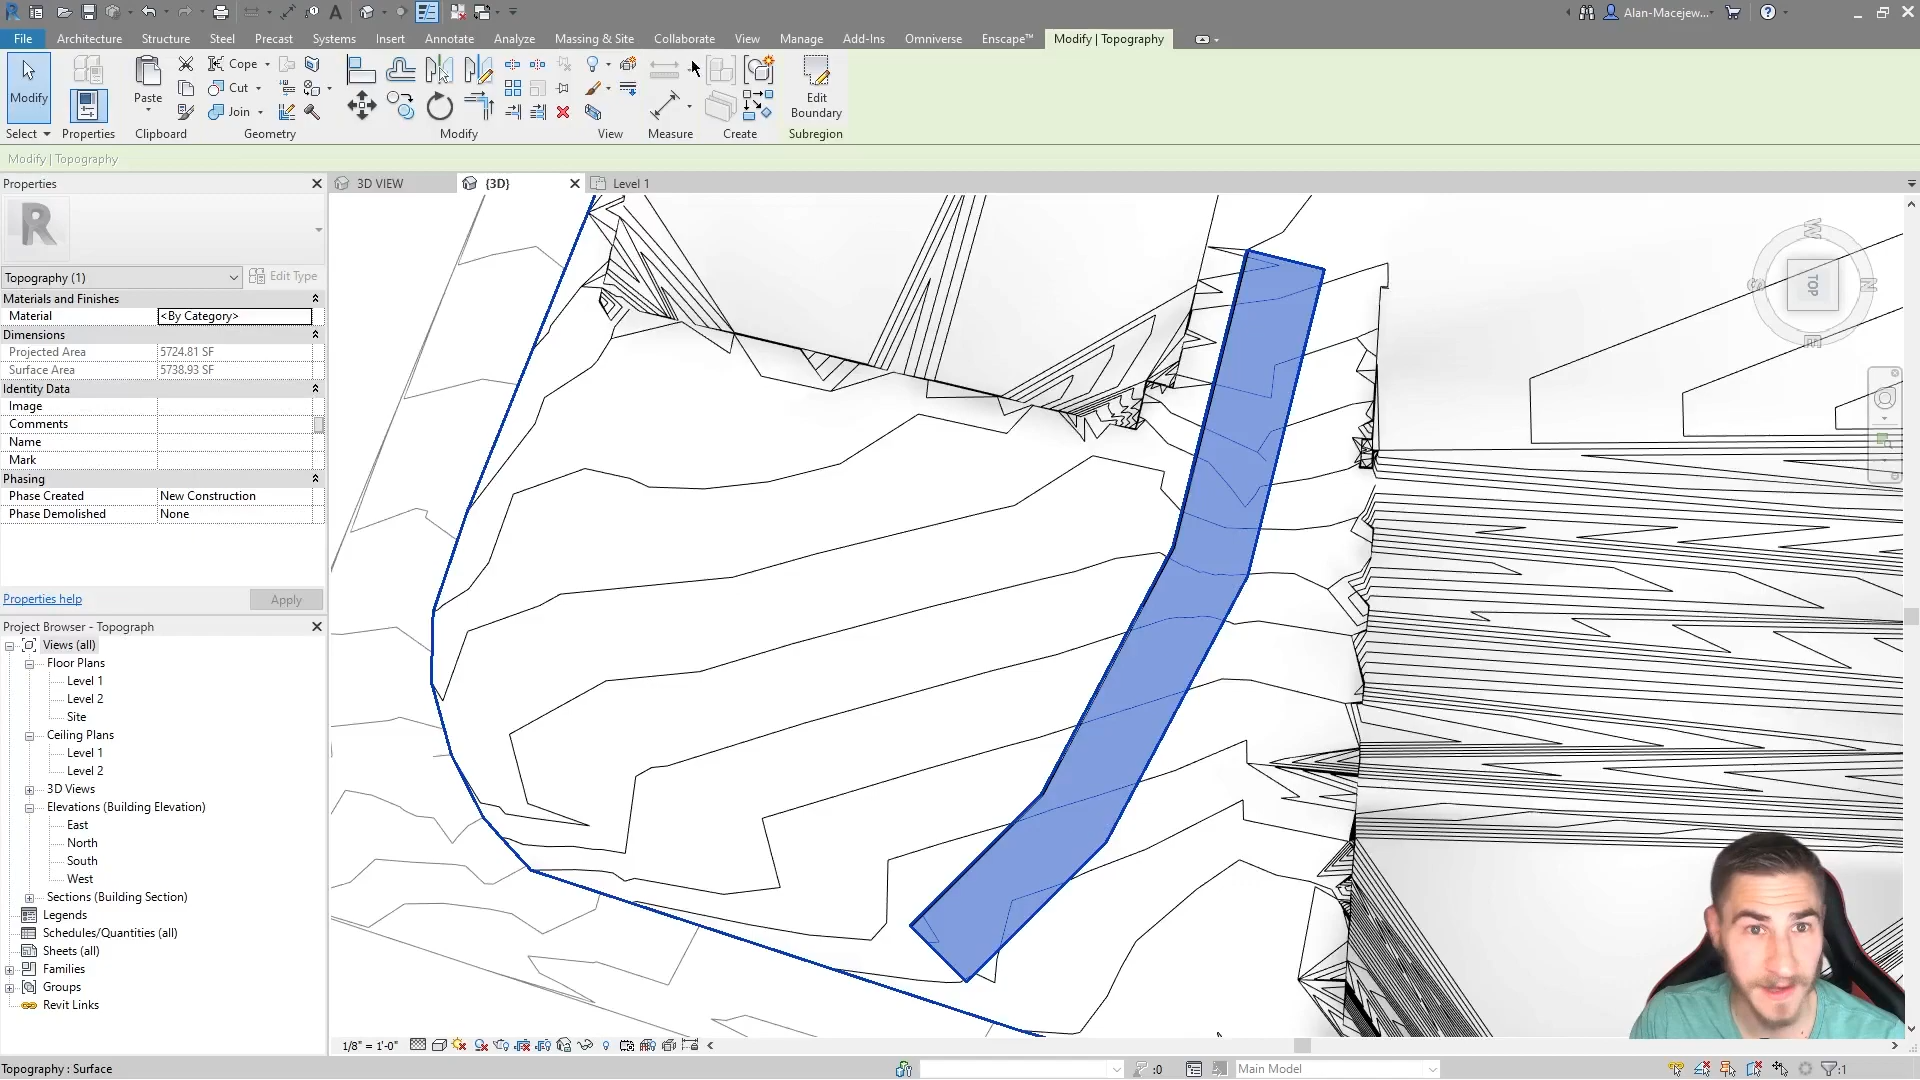 Alan-Macejew...
File
Architecture
Structure
Steel
Precast
Systems
Insert
Annotate
Analyze
Massing & Site
Collaborate
View
Manage
Add-Ins
Omniverse
Enscape™
Modify | Topography
Modify
Paste
Cope
Cut
Join
Edit
Boundary
Select
Properties
Clipboard
Geometry
Modify
View
Measure
Create
Subregion
Modify | Topography
Properties
3D VIEW
{3D}
Level 1
R
Topography (1)
Edit Type
Materials and Finishes
Material <By Category>
Dimensions
Projected Area 5724.81 SF
Surface Area 5738.93 SF
Identity Data
Image
Comments
Name
Mark
Phasing
Phase Created New Construction
Phase Demolished None
Properties help
Apply
Project Browser - Topograph
Views (all)
Floor Plans
Level 1
Level 2
Site
Ceiling Plans
Level 1
Level 2
3D Views
Elevations (Building Elevation)
East
North
South
West
Sections (Building Section)
Legends
Schedules/Quantities (all)
Sheets (all)
Families
Groups
Revit Links
W
S
TOP
N
E
1/8" = 1'-0"
Topography : Surface
:0
Main Model
:1